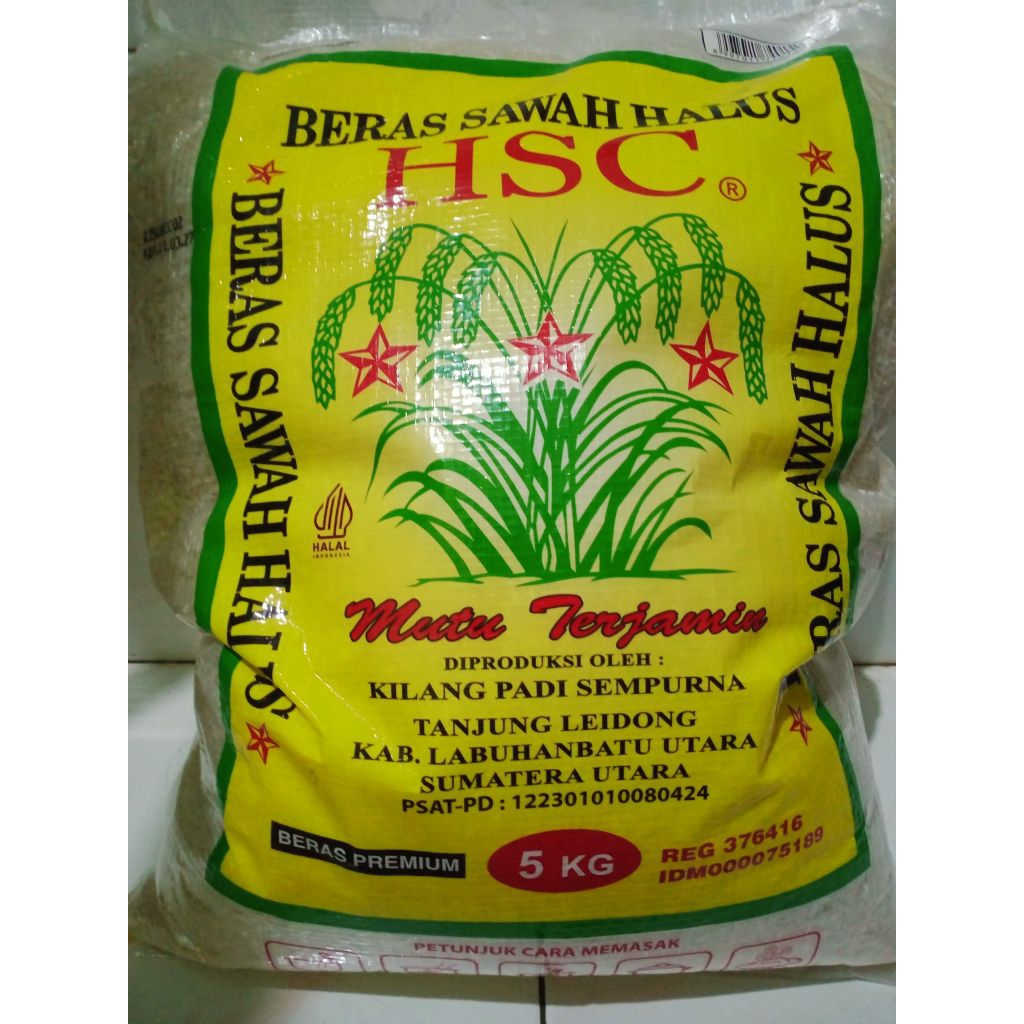 BERAS SAWAH HALUS
HSC ®
BERAS SAWAH HALUS
BERAS SAWAH HALUS
HALAL
INDONESIA
Mutu Terjamin
DIPRODUKSI OLEH :
KILANG PADI SEMPURNA
TANJUNG LEIDONG
KAB. LABUHANBATU UTARA
SUMATERA UTARA
PSAT-PD : 122301010080424
BERAS PREMIUM
5 KG
REG 376416
IDM000075189
PETUNJUK CARA MEMASAK